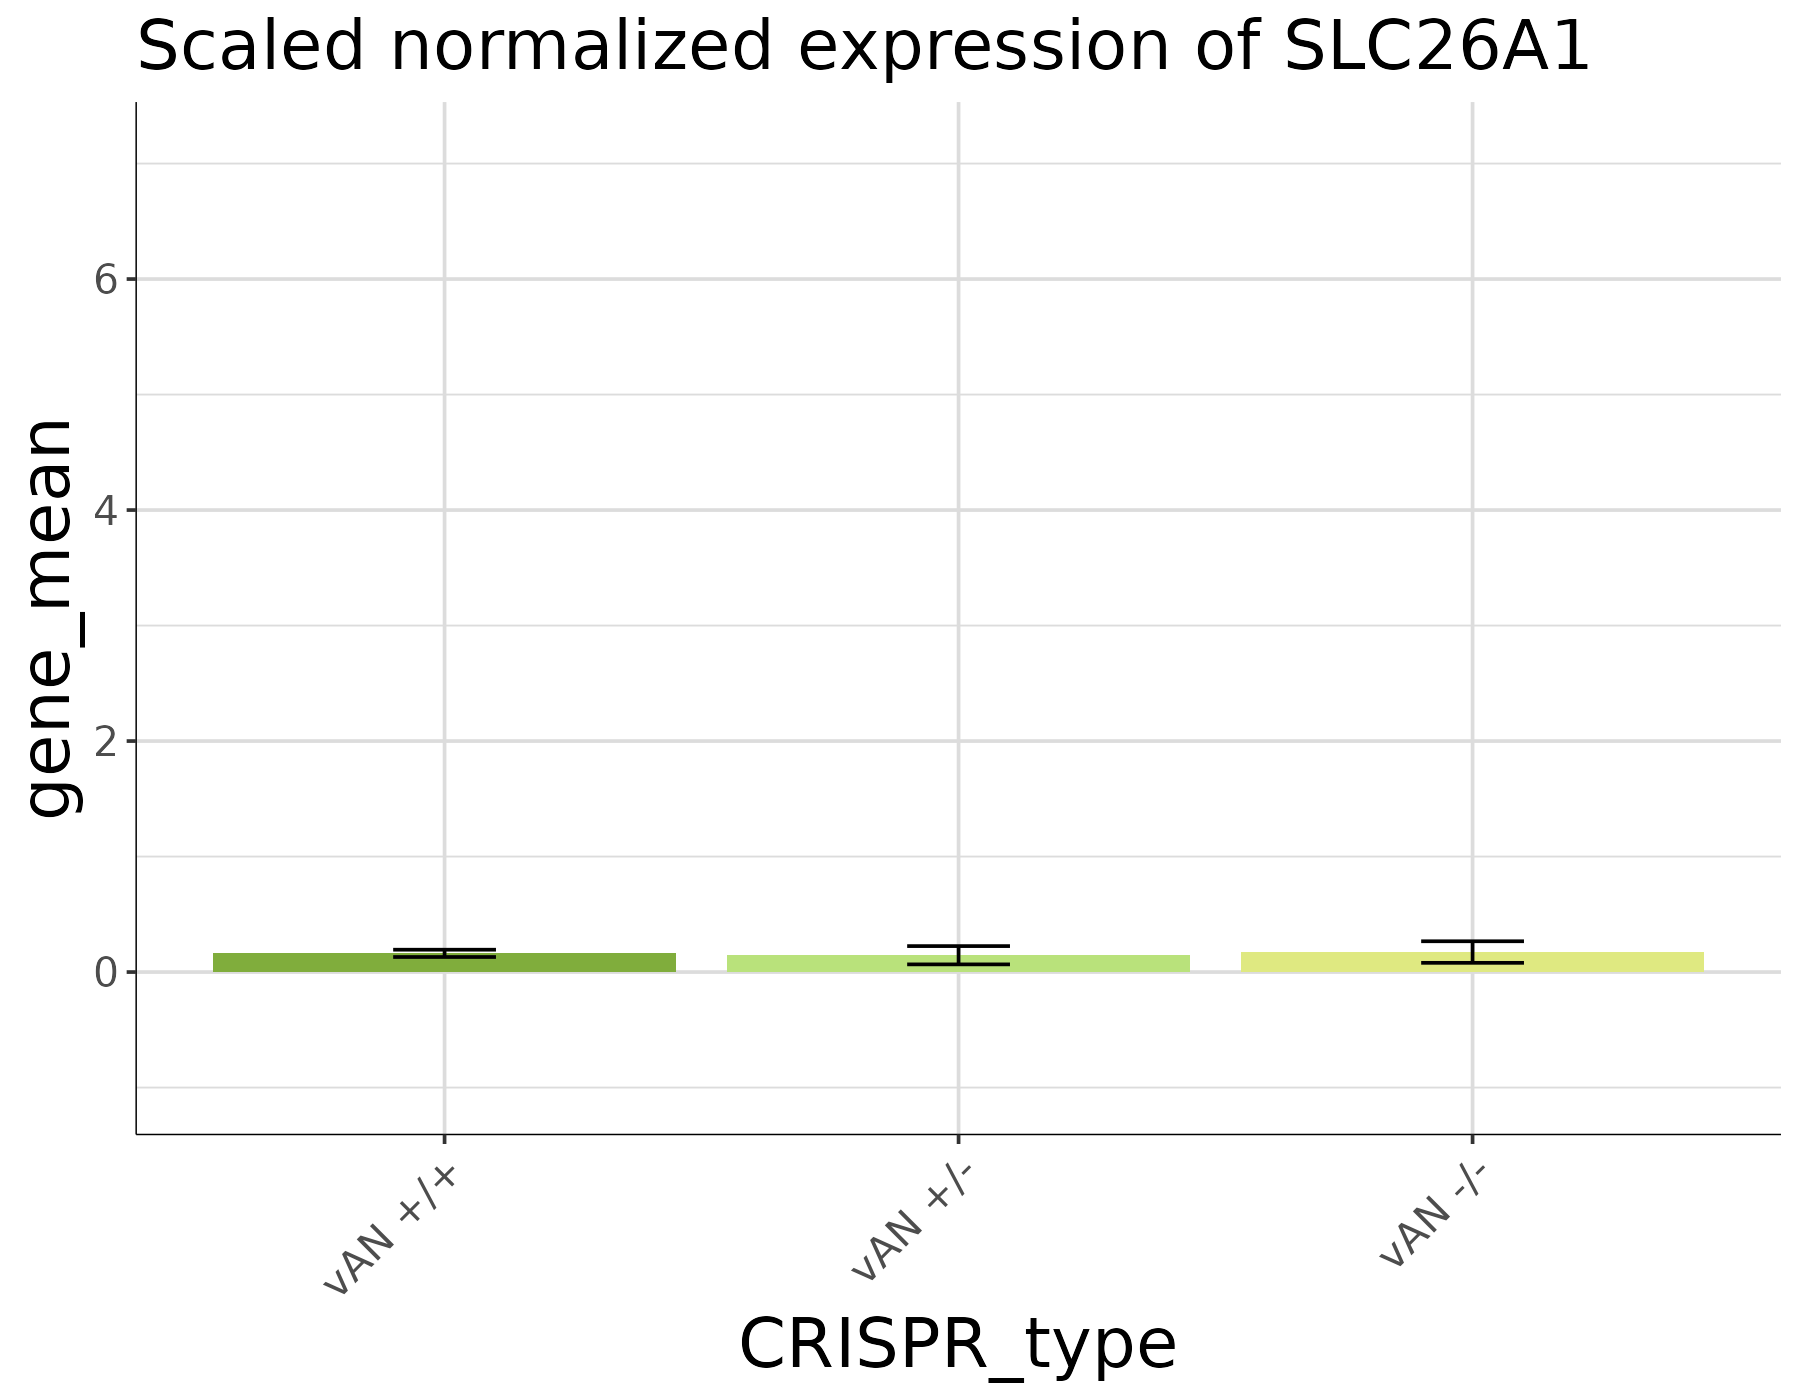 Scaled normalized expression of SLC26A1
gene_mean
6
4
2
0
vAN +/+
vAN +/-
vAN -/-
CRISPR_type